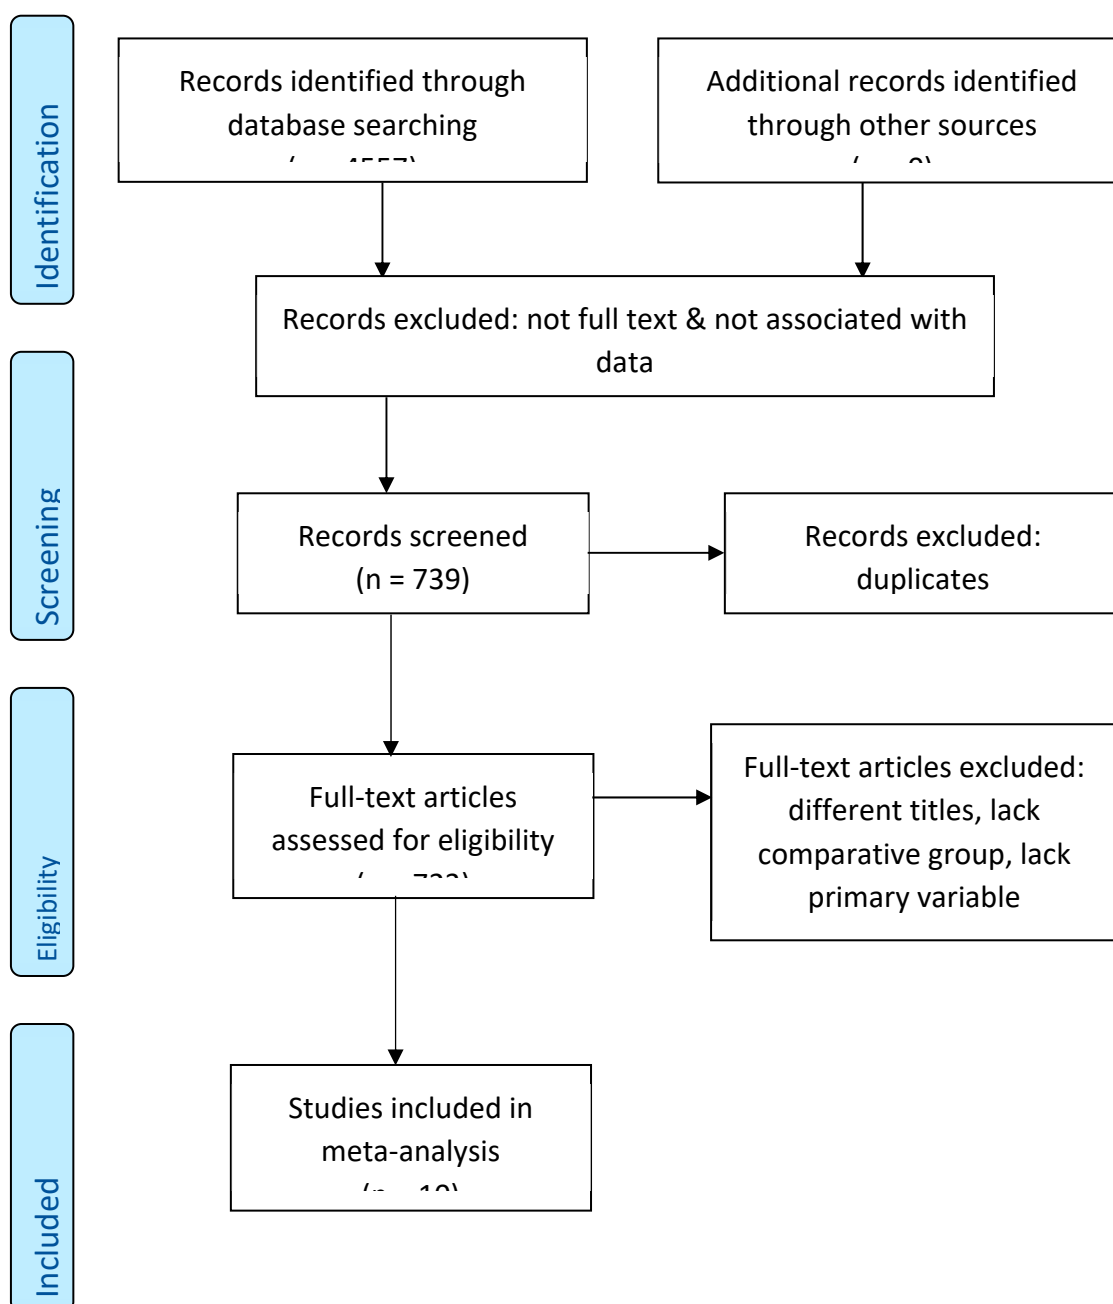 Identification
Records identified through
database searching
Additional records identified
through other sources
Records excluded: not full text & not associated with
data
Screening
Records screened
(n = 739)
Records excluded:
duplicates
Eligibility
Full-text articles
assessed for eligibility
Full-text articles excluded:
different titles, lack
comparative group, lack
primary variable
Included
Studies included in
meta-analysis